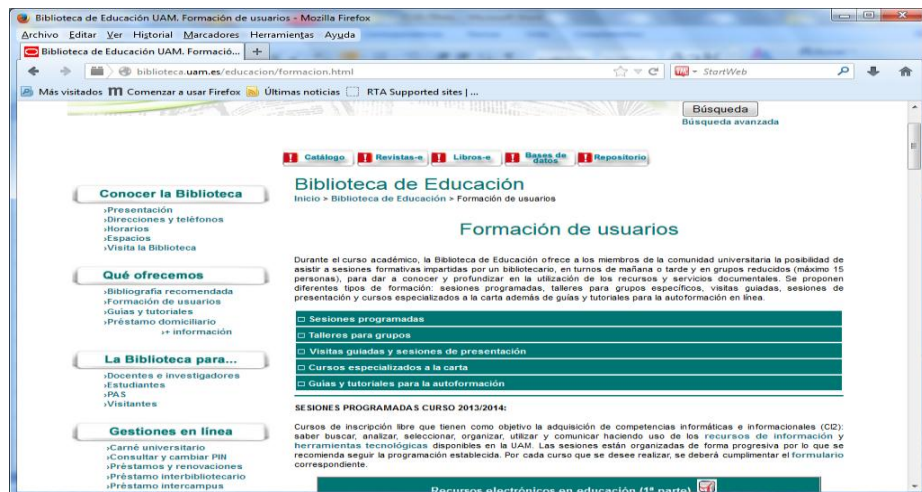 Biblioteca de Educación UAM. Formación de usuarios - Mozilla Firefox
Archivo Editar Ver Historial Marcadores Herramientas Ayuda
Biblioteca de Educación UAM. Formació... +
biblioteca.uam.es/educacion/formacion.html
StartWeb
Más visitados Comenzar a usar Firefox Últimas noticias RTA Supported sites | ...
Búsqueda
Búsqueda avanzada
Catálogo Revistas-e Libros-e Bases de datos Repositorio
Biblioteca de Educación
Inicio > Biblioteca de Educación > Formación de usuarios
Conocer la Biblioteca
›Presentación
›Direcciones y teléfonos
›Horarios
›Espacios
›Visita la Biblioteca
Qué ofrecemos
›Bibliografía recomendada
›Formación de usuarios
›Guías y tutoriales
›Préstamo domiciliario
›+ información
La Biblioteca para...
›Docentes e investigadores
›Estudiantes
›PAS
›Visitantes
Gestiones en línea
›Carné universitario
›Consultar y cambiar PIN
›Préstamos y renovaciones
›Préstamo interbibliotecario
›Préstamo intercampus
Formación de usuarios
Durante el curso académico, la Biblioteca de Educación ofrece a los miembros de la comunidad universitaria la posibilidad de
asistir a sesiones formativas impartidas por un bibliotecario, en turnos de mañana o tarde y en grupos reducidos (máximo 15
personas), para dar a conocer y profundizar en la utilización de los recursos y servicios documentales. Se proponen
diferentes tipos de formación: sesiones programadas, talleres para grupos específicos, visitas guiadas, sesiones de
presentación y cursos especializados a la carta además de guías y tutoriales para la autoformación en línea.
Sesiones programadas
Talleres para grupos
Visitas guiadas y sesiones de presentación
Cursos especializados a la carta
Guías y tutoriales para la autoformación
SESIONES PROGRAMADAS CURSO 2013/2014:
Cursos de inscripción libre que tienen como objetivo la adquisición de competencias informáticas e informacionales (CI2):
saber buscar, analizar, seleccionar, organizar, utilizar y comunicar haciendo uso de los recursos de información y
herramientas tecnológicas disponibles en la UAM. Las sesiones están organizadas de forma progresiva por lo que se
recomienda seguir la programación establecida. Por cada curso que se desee realizar, se deberá cumplimentar el formulario
correspondiente.
Recursos electrónicos en educación (1ª parte)